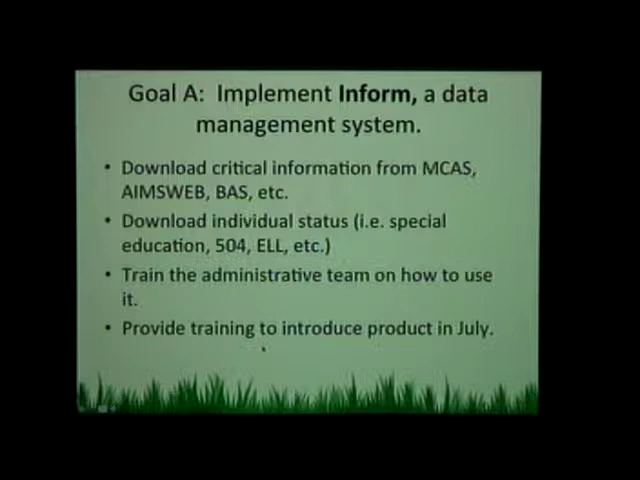 Goal A: Implement Inform, a data
management system.
• Download critical information from MCAS,
AIMSWEB, BAS, etc.
• Download individual status (i.e. special
education, 504, ELL, etc.)
• Train the administrative team on how to use
it.
• Provide training to introduce product in July.